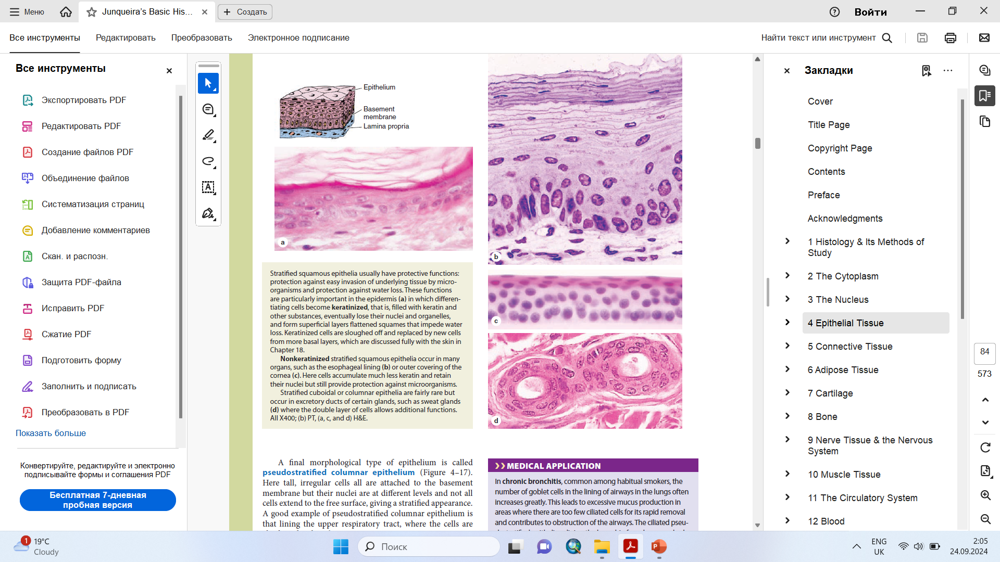 Меню
Junqueira’s Basic His...
Создать
Войти
Все инструменты
Редактировать
Преобразовать
Электронное подписание
Найти текст или инструмент
Все инструменты
Экспортировать PDF
Редактировать PDF
Создание файлов PDF
Объединение файлов
Систематизация страниц
Добавление комментариев
Скан. и распозн.
Защита PDF-файла
Исправить PDF
Сжатие PDF
Подготовить форму
Заполнить и подписать
Преобразовать в PDF
Показать больше
Конвертируйте, редактируйте и электронно
подписывайте формы и соглашения PDF
Бесплатная 7-дневная
пробная версия
Epithelium
Basement
membrane
Lamina propria
a
b
c
d
Stratified squamous epithelia usually have protective functions:
protection against easy invasion of underlying tissue by micro-
organisms and protection against water loss. These functions
are particularly important in the epidermis (a) in which differen-
tiating cells become keratinized, that is, filled with keratin and
other substances, eventually lose their nuclei and organelles,
and form superficial layers flattened squames that impede water
loss. Keratinized cells are sloughed off and replaced by new cells
from more basal layers, which are discussed fully with the skin in
Chapter 18.
Nonkeratinized stratified squamous epithelia occur in many
organs, such as the esophageal lining (b) or outer covering of the
cornea (c). Here cells accumulate much less keratin and retain
their nuclei but still provide protection against microorganisms.
Stratified cuboidal or columnar epithelia are fairly rare but
occur in excretory ducts of certain glands, such as sweat glands
(d) where the double layer of cells allows additional functions.
All X400; (b) PT, (a, c, and d) H&E.
A final morphological type of epithelium is called
pseudostratified columnar epithelium (Figure 4–17).
Here tall, irregular cells all are attached to the basement
membrane but their nuclei are at different levels and not all
cells extend to the free surface, giving a stratified appearance.
A good example of pseudostratified columnar epithelium is
that lining the upper respiratory tract, where the cells are
MEDICAL APPLICATION
In chronic bronchitis, common among habitual smokers, the
number of goblet cells in the lining of airways in the lungs often
increases greatly. This leads to excessive mucus production in
areas where there are too few ciliated cells for its rapid removal
and contributes to obstruction of the airways. The ciliated pseu-
Закладки
Cover
Title Page
Copyright Page
Contents
Preface
Acknowledgments
1 Histology & Its Methods of
Study
2 The Cytoplasm
3 The Nucleus
4 Epithelial Tissue
5 Connective Tissue
6 Adipose Tissue
7 Cartilage
8 Bone
9 Nerve Tissue & the Nervous
System
10 Muscle Tissue
11 The Circulatory System
12 Blood
84
573
1
19°C
Cloudy
Поиск
ENG
UK
2:05
24.09.2024